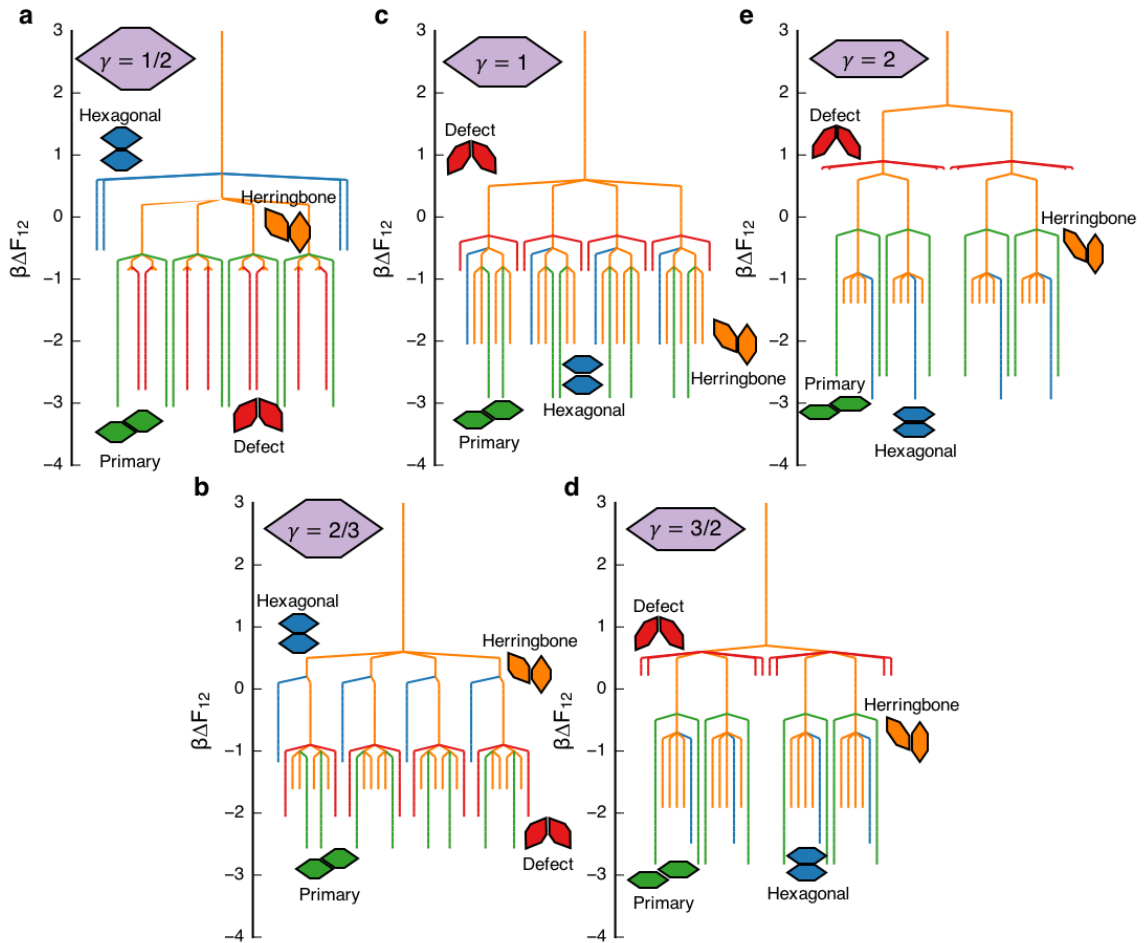 a
3
2
1
0
−1
−2
−3
−4
βΔF12
γ = 1/2
Hexagonal
Herringbone
Primary
Defect
c
3
2
1
0
−1
−2
−3
−4
βΔF12
γ = 1
Defect
Herringbone
Hexagonal
Primary
e
3
2
1
0
−1
−2
−3
−4
βΔF12
γ = 2
Defect
Herringbone
Primary
Hexagonal
b
3
2
1
0
−1
−2
−3
−4
βΔF12
γ = 2/3
Hexagonal
Herringbone
Defect
Primary
d
3
2
1
0
−1
−2
−3
−4
βΔF12
γ = 3/2
Defect
Herringbone
Primary
Hexagonal